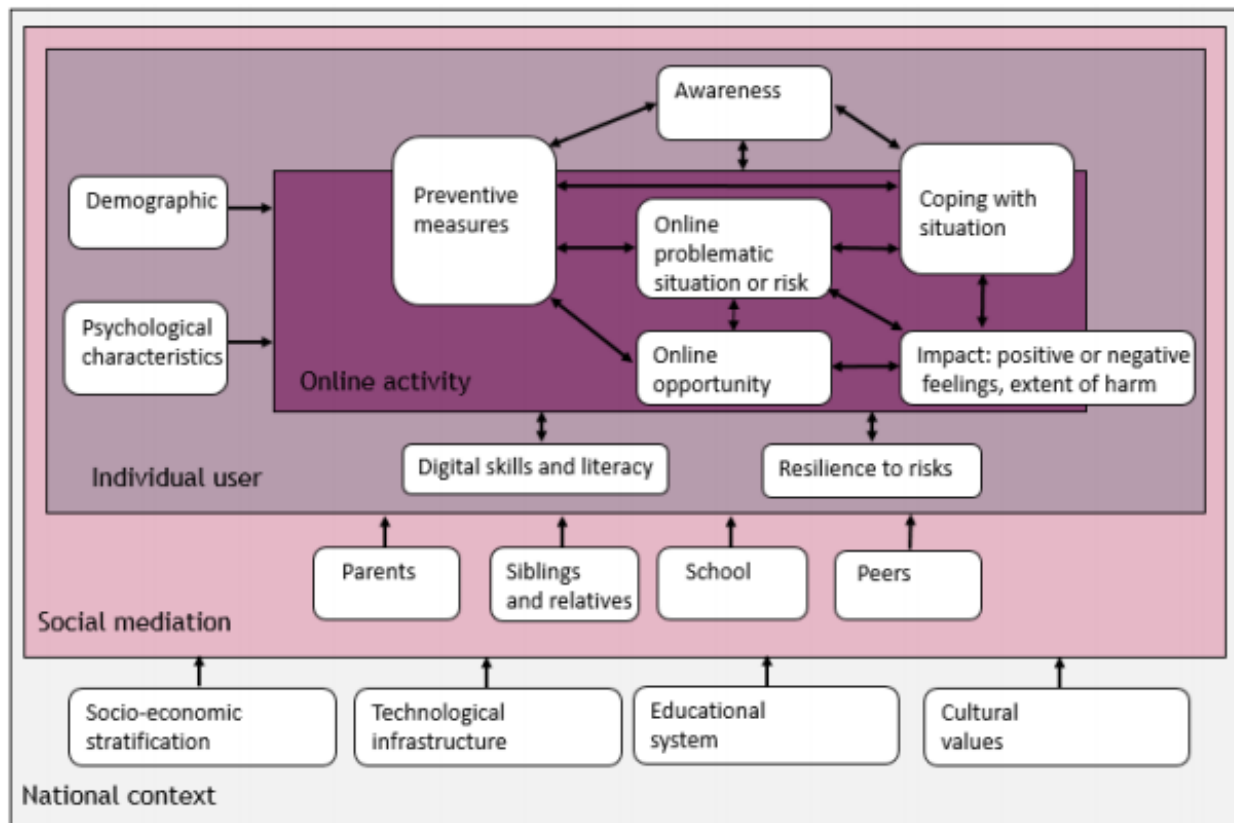 Awareness
Demographic
Preventive
measures
Online
problematic
situation or risk
Coping with
situation
Psychological
characteristics
Online
opportunity
Impact: positive or negative
feelings, extent of harm
Online activity
Digital skills and literacy
Resilience to risks
Individual user
Parents
Siblings
and relatives
School
Peers
Social mediation
Socio-economic
stratification
Technological
infrastructure
Educational
system
Cultural
values
National context